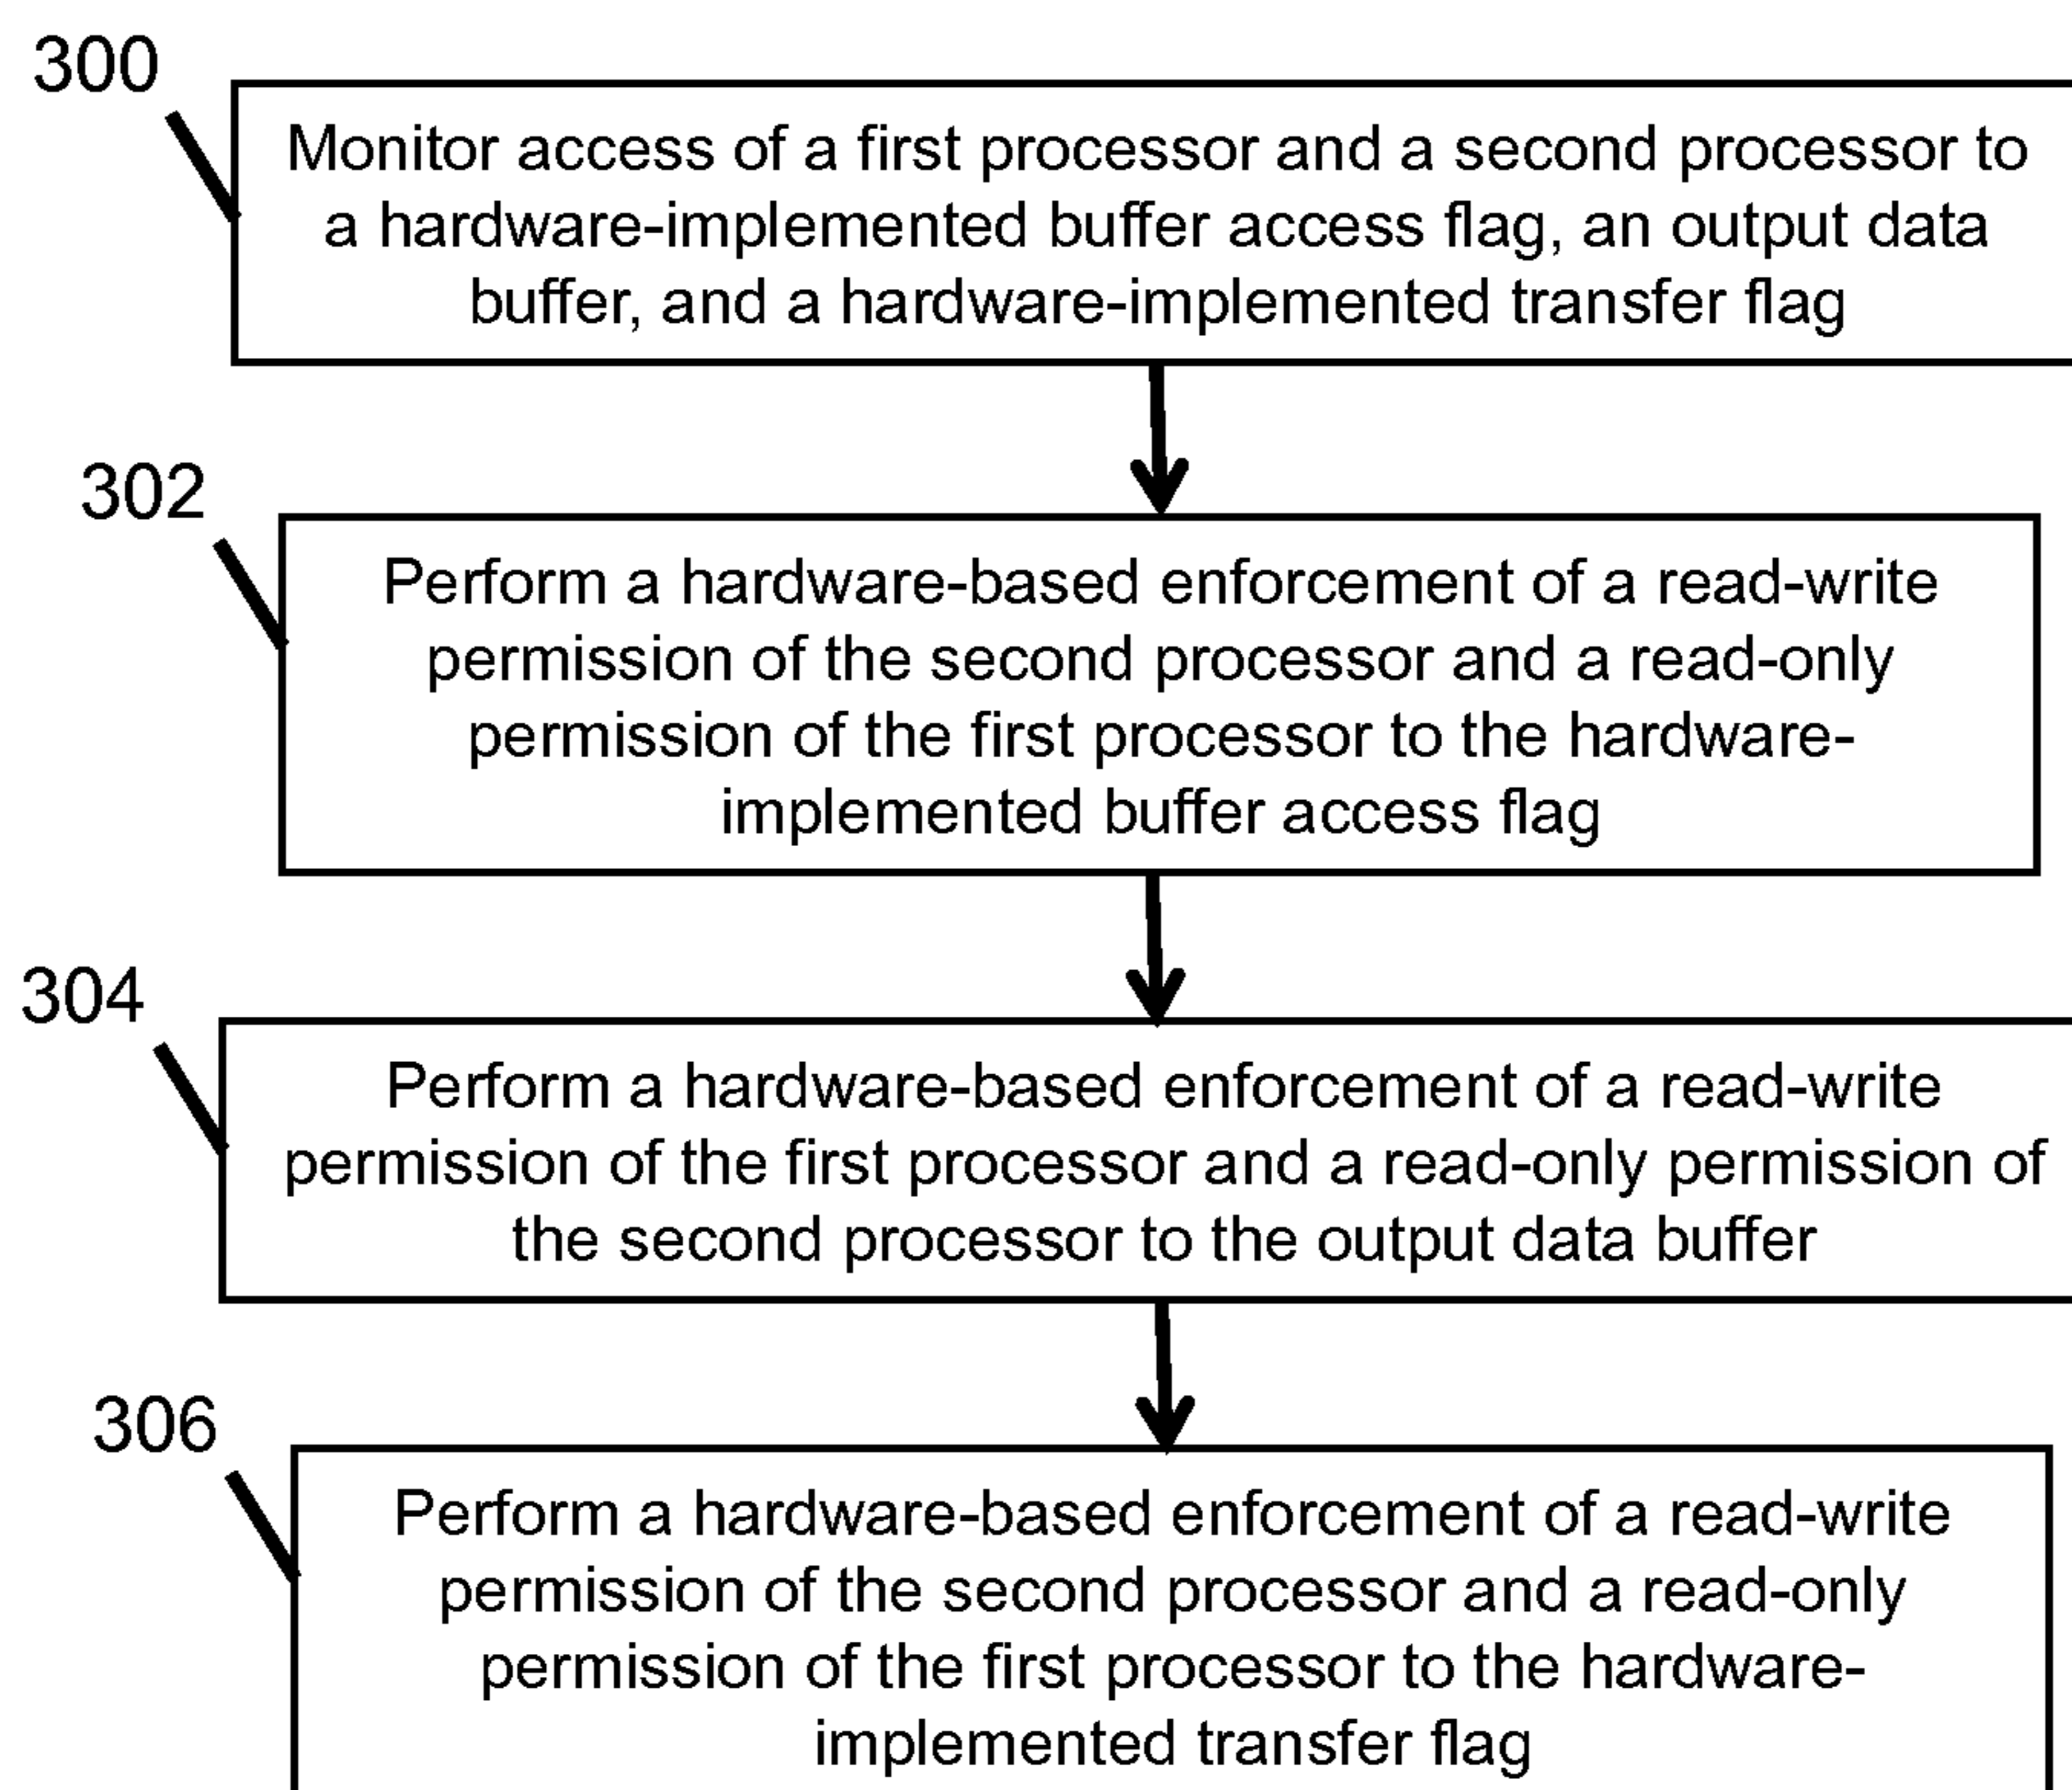 300
Monitor access of a first processor and a second processor to
a hardware-implemented buffer access flag, an output data
buffer, and a hardware-implemented transfer flag
302
Perform a hardware-based enforcement of a read-write
permission of the second processor and a read-only
permission of the first processor to the hardware-
implemented buffer access flag
304
Perform a hardware-based enforcement of a read-write
permission of the first processor and a read-only permission of
the second processor to the output data buffer
306
Perform a hardware-based enforcement of a read-write
permission of the second processor and a read-only
permission of the first processor to the hardware-
implemented transfer flag